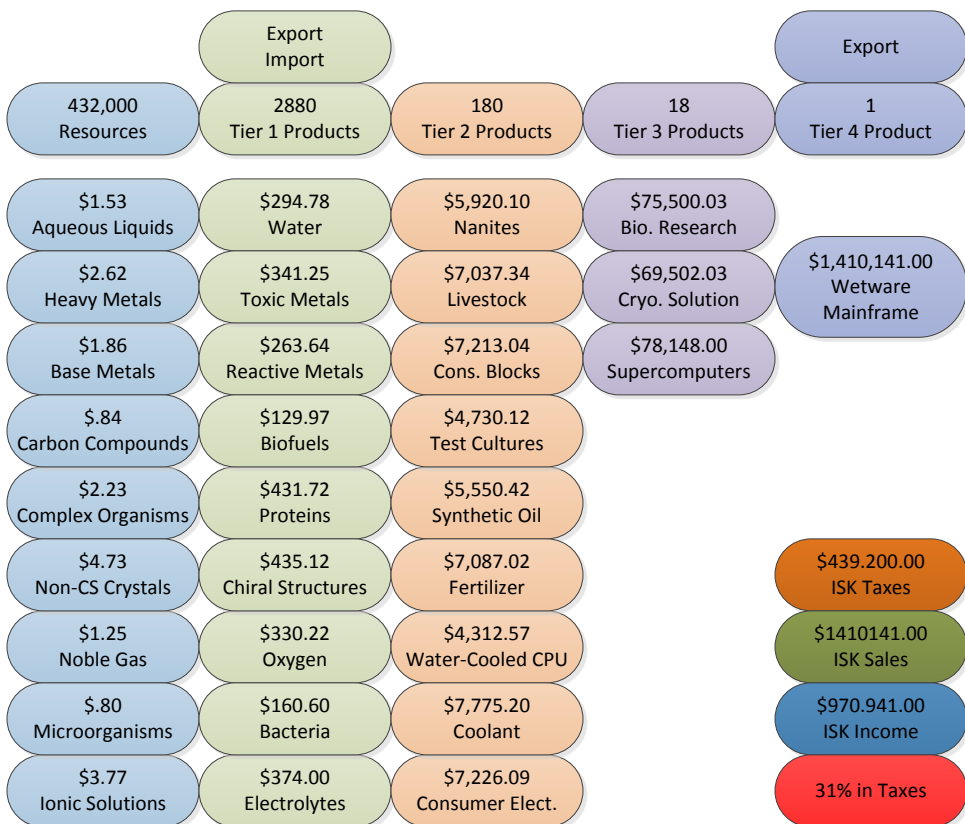 Export
Import
Export
432,000
Resources
2880
Tier 1 Products
180
Tier 2 Products
18
Tier 3 Products
1
Tier 4 Product
$1.53
Aqueous Liquids
$294.78
Water
$5,920.10
Nanites
$75,500.03
Bio. Research
$1,410,141.00
Wetware
Mainframe
$2.62
Heavy Metals
$341.25
Toxic Metals
$7,037.34
Livestock
$69,502.03
Cryo. Solution
$1.86
Base Metals
$263.64
Reactive Metals
$7,213.04
Cons. Blocks
$78,148.00
Supercomputers
$.84
Carbon Compounds
$129.97
Biofuels
$4,730.12
Test Cultures
$2.23
Complex Organisms
$431.72
Proteins
$5,550.42
Synthetic Oil
$4.73
Non-CS Crystals
$435.12
Chiral Structures
$7,087.02
Fertilizer
$439.200.00
ISK Taxes
$1.25
Noble Gas
$330.22
Oxygen
$4,312.57
Water-Cooled CPU
$1410141.00
ISK Sales
$.80
Microorganisms
$160.60
Bacteria
$7,775.20
Coolant
$970.941.00
ISK Income
$3.77
Ionic Solutions
$374.00
Electrolytes
$7,226.09
Consumer Elect.
31% in Taxes